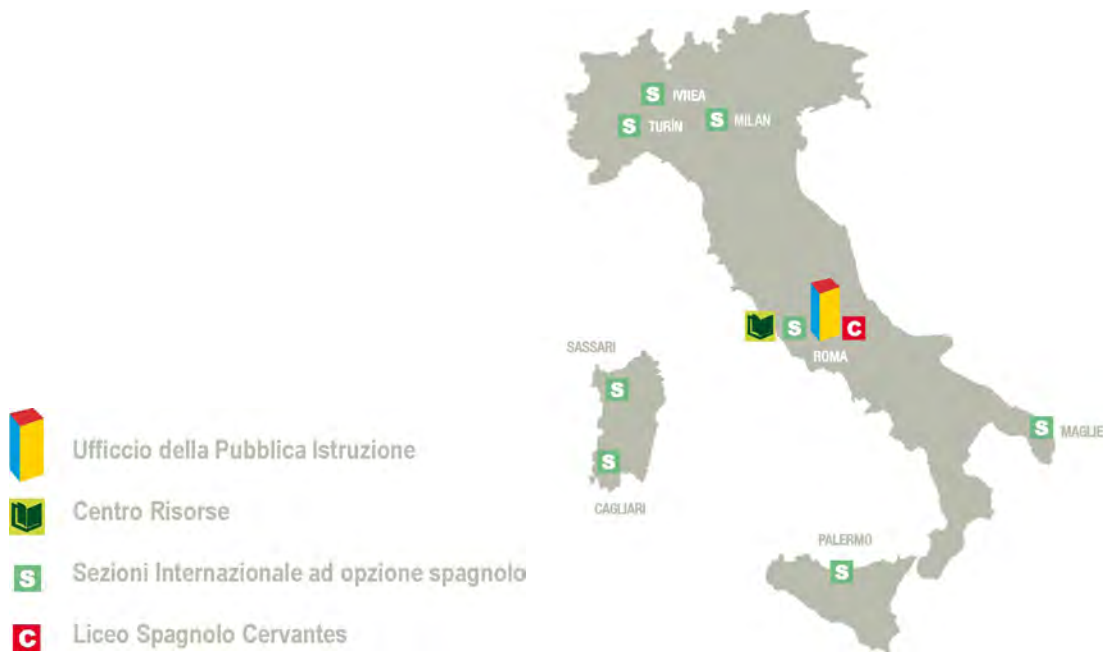 S IVIIEA
S TURÍN
S MILAN
S C
ROMA
SASSARI
S
S
CAGLIARI
S
MAGLIE
PALERMO
S
Ufficcio della Pubblica Istruzione
Centro Risorse
S Sezioni Internazionale ad opzione spagnolo
C Liceo Spagnolo Cervantes